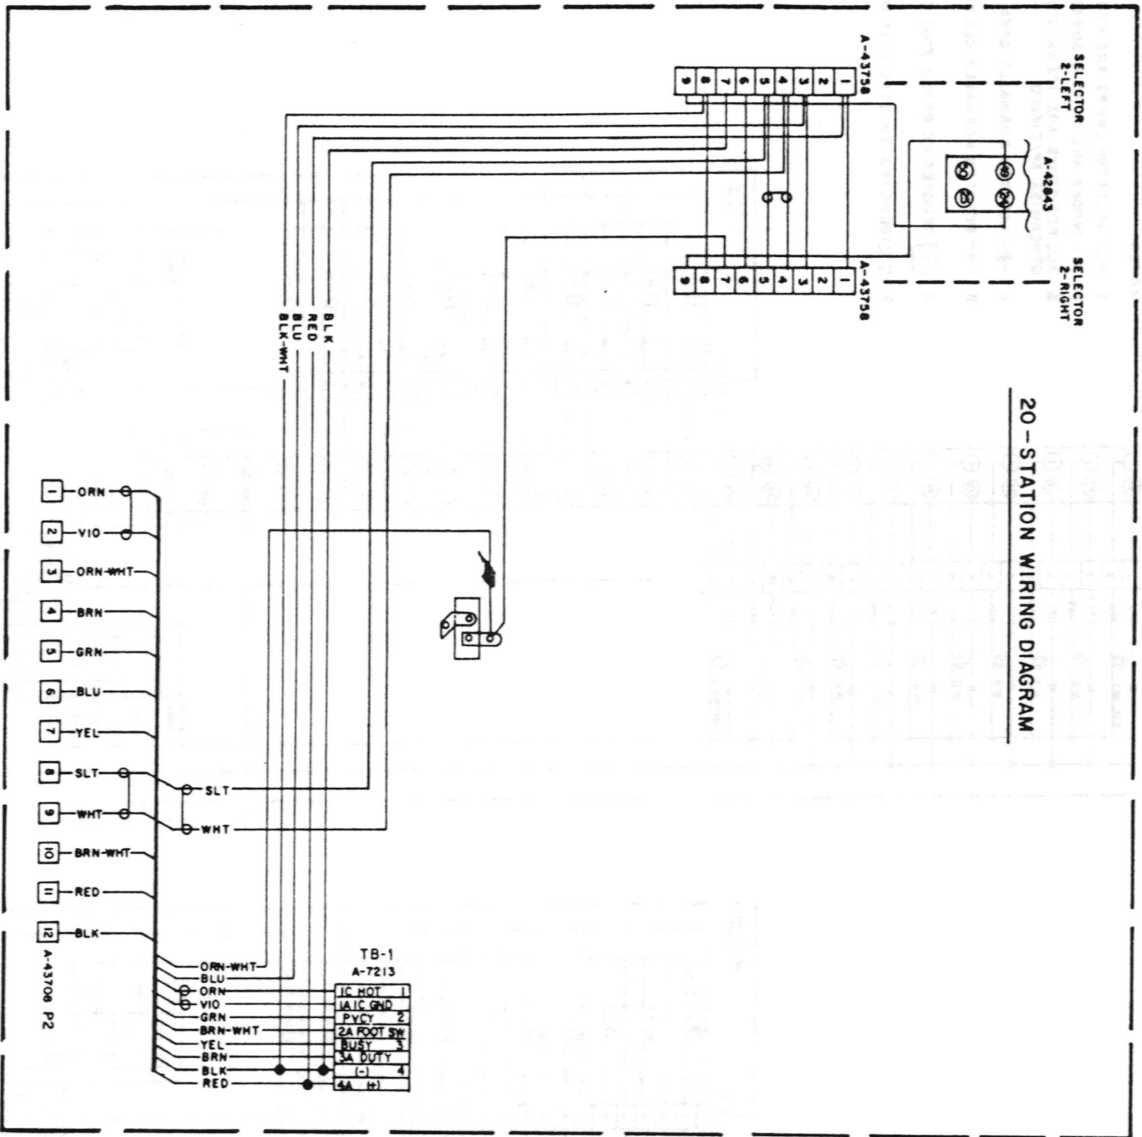 20-STATION WIRING DIAGRAM
SELECTOR
2-LEFT
A-42843
SELECTOR
2-RIGHT
A-43758
9 8 7 6 5 4 3 2 1
A-43758
9 8 7 6 5 4 3 2 1
BLK-WHT
BLU
RED
BLK
1 ORN
2 VIO
3 ORN-WHT
4 BRN
5 GRN
6 BLU
7 YEL
8 SLT
9 WHT
10 BRN-WHT
11 RED
12 BLK
A-43708 P2
SLT
WHT
TB-1
A-7213
ORN-WHT
BLU
ORN IC HOT 1
VIO 1A IC GND
GRN PVCY 2
BRN-WHT 2A FOOT SW
YEL BUSY 3
BRN 3A DUTY
BLK (-) 4
RED 4A (+)